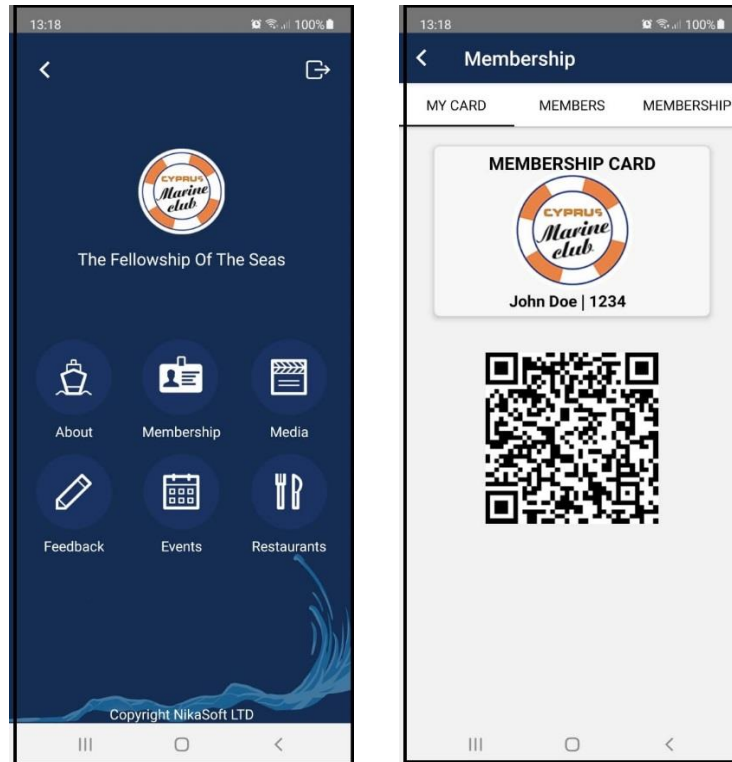 13:18
100%
CYPRUS
Marine
club
The Fellowship Of The Seas
About Membership Media
Feedback Events Restaurants
Copyright NikaSoft LTD
13:18
100%
Membership
MY CARD MEMBERS MEMBERSHIP
MEMBERSHIP CARD
CYPRUS
Marine
club
John Doe | 1234